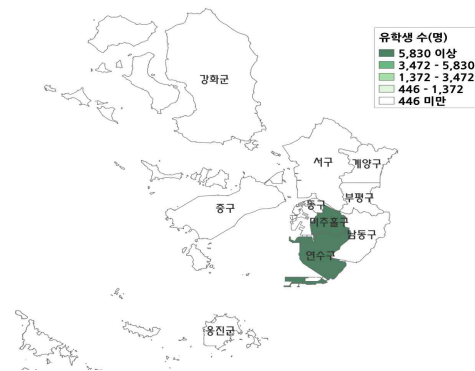 유학생 수(명)
5,830 이상
3,472 - 5,830
1,372 - 3,472
446 - 1,372
446 미만
강화군
서구
계양구
부평구
중구
동구
미추홀구
남동구
연수구
옹진군